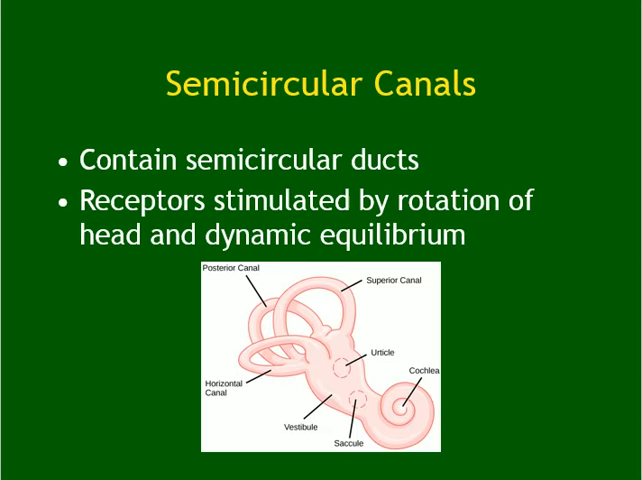 Semicircular Canals
• Contain semicircular ducts
• Receptors stimulated by rotation of
head and dynamic equilibrium
Posterior Canal
Superior Canal
Urticle
Cochlea
Horizontal
Canal
Vestibule
Saccule